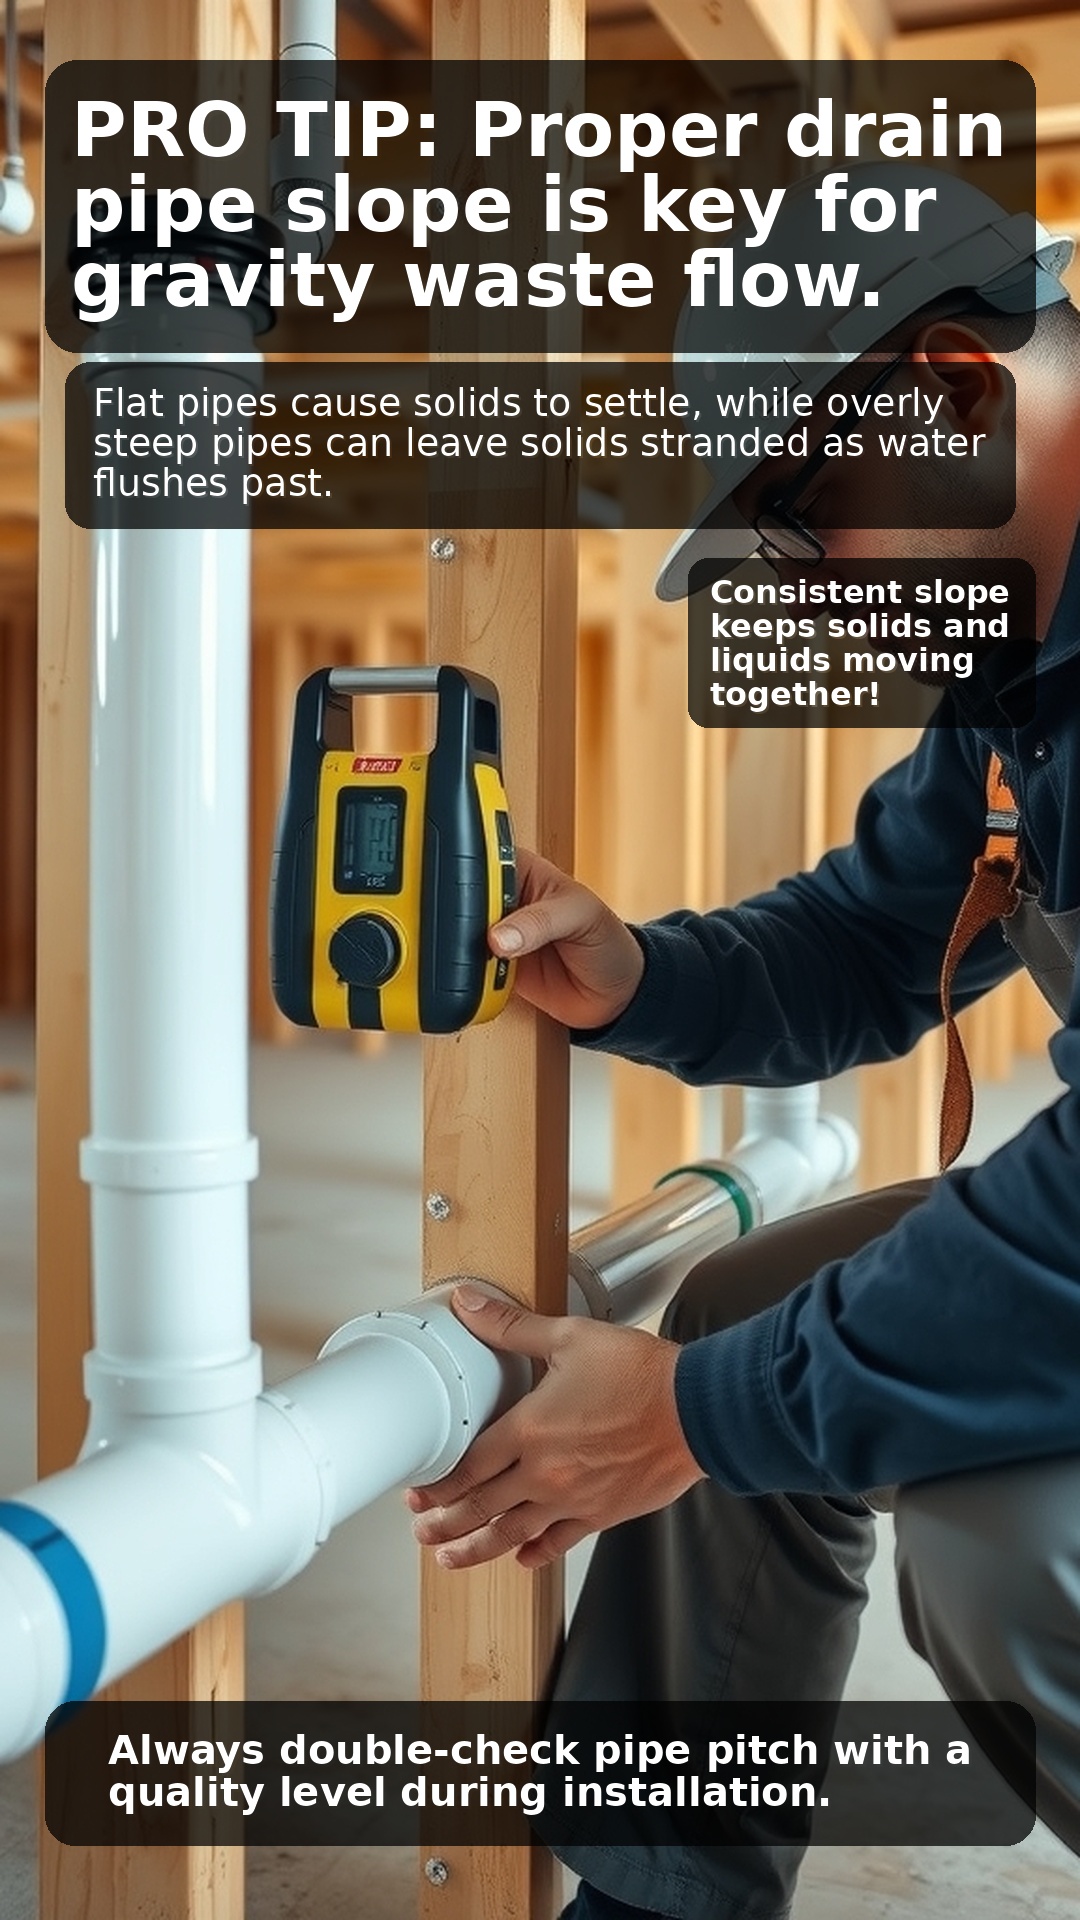 PRO TIP: Proper drain
pipe slope is key for
gravity waste flow.
Flat pipes cause solids to settle, while overly
steep pipes can leave solids stranded as water
flushes past.
Consistent slope
keeps solids and
liquids moving
together!
Always double-check pipe pitch with a
quality level during installation.